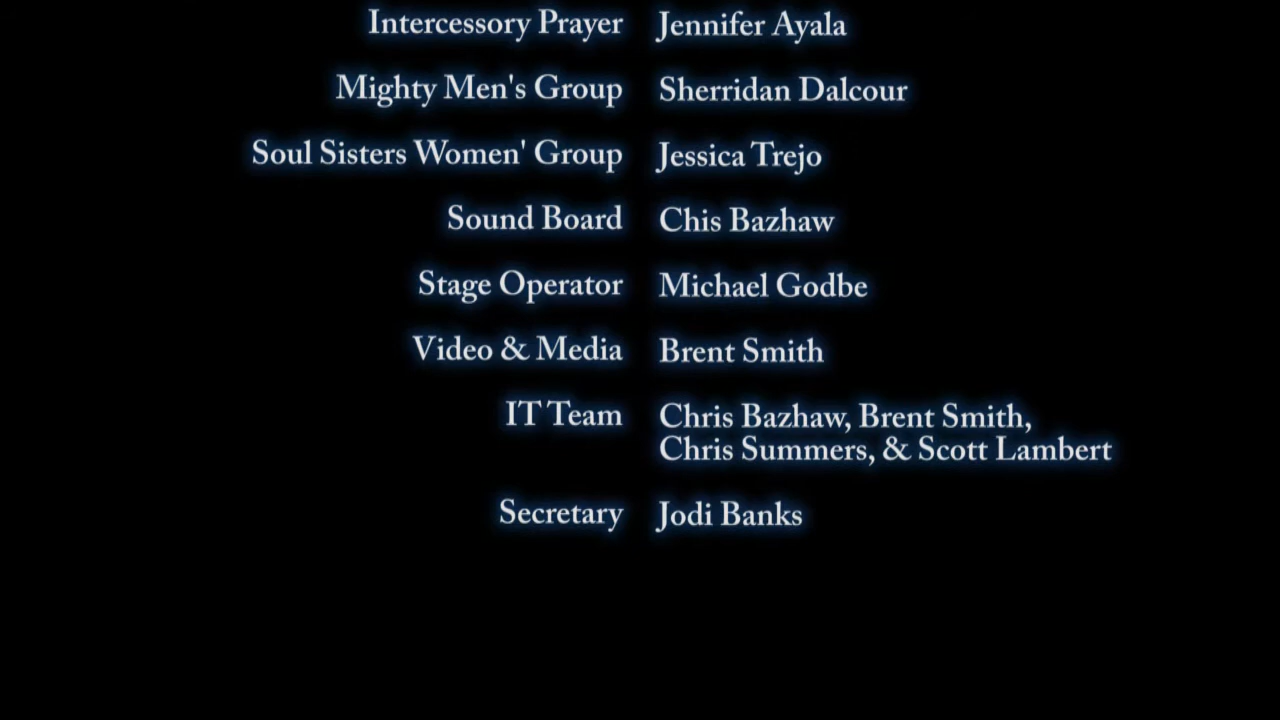 Intercessory Prayer Jennifer Ayala
Mighty Men's Group Sherridan Dalcour
Soul Sisters Women' Group Jessica Trejo
Sound Board Chis Bazhaw
Stage Operator Michael Godbe
Video & Media Brent Smith
IT Team Chris Bazhaw, Brent Smith,
Chris Summers, & Scott Lambert
Secretary Jodi Banks